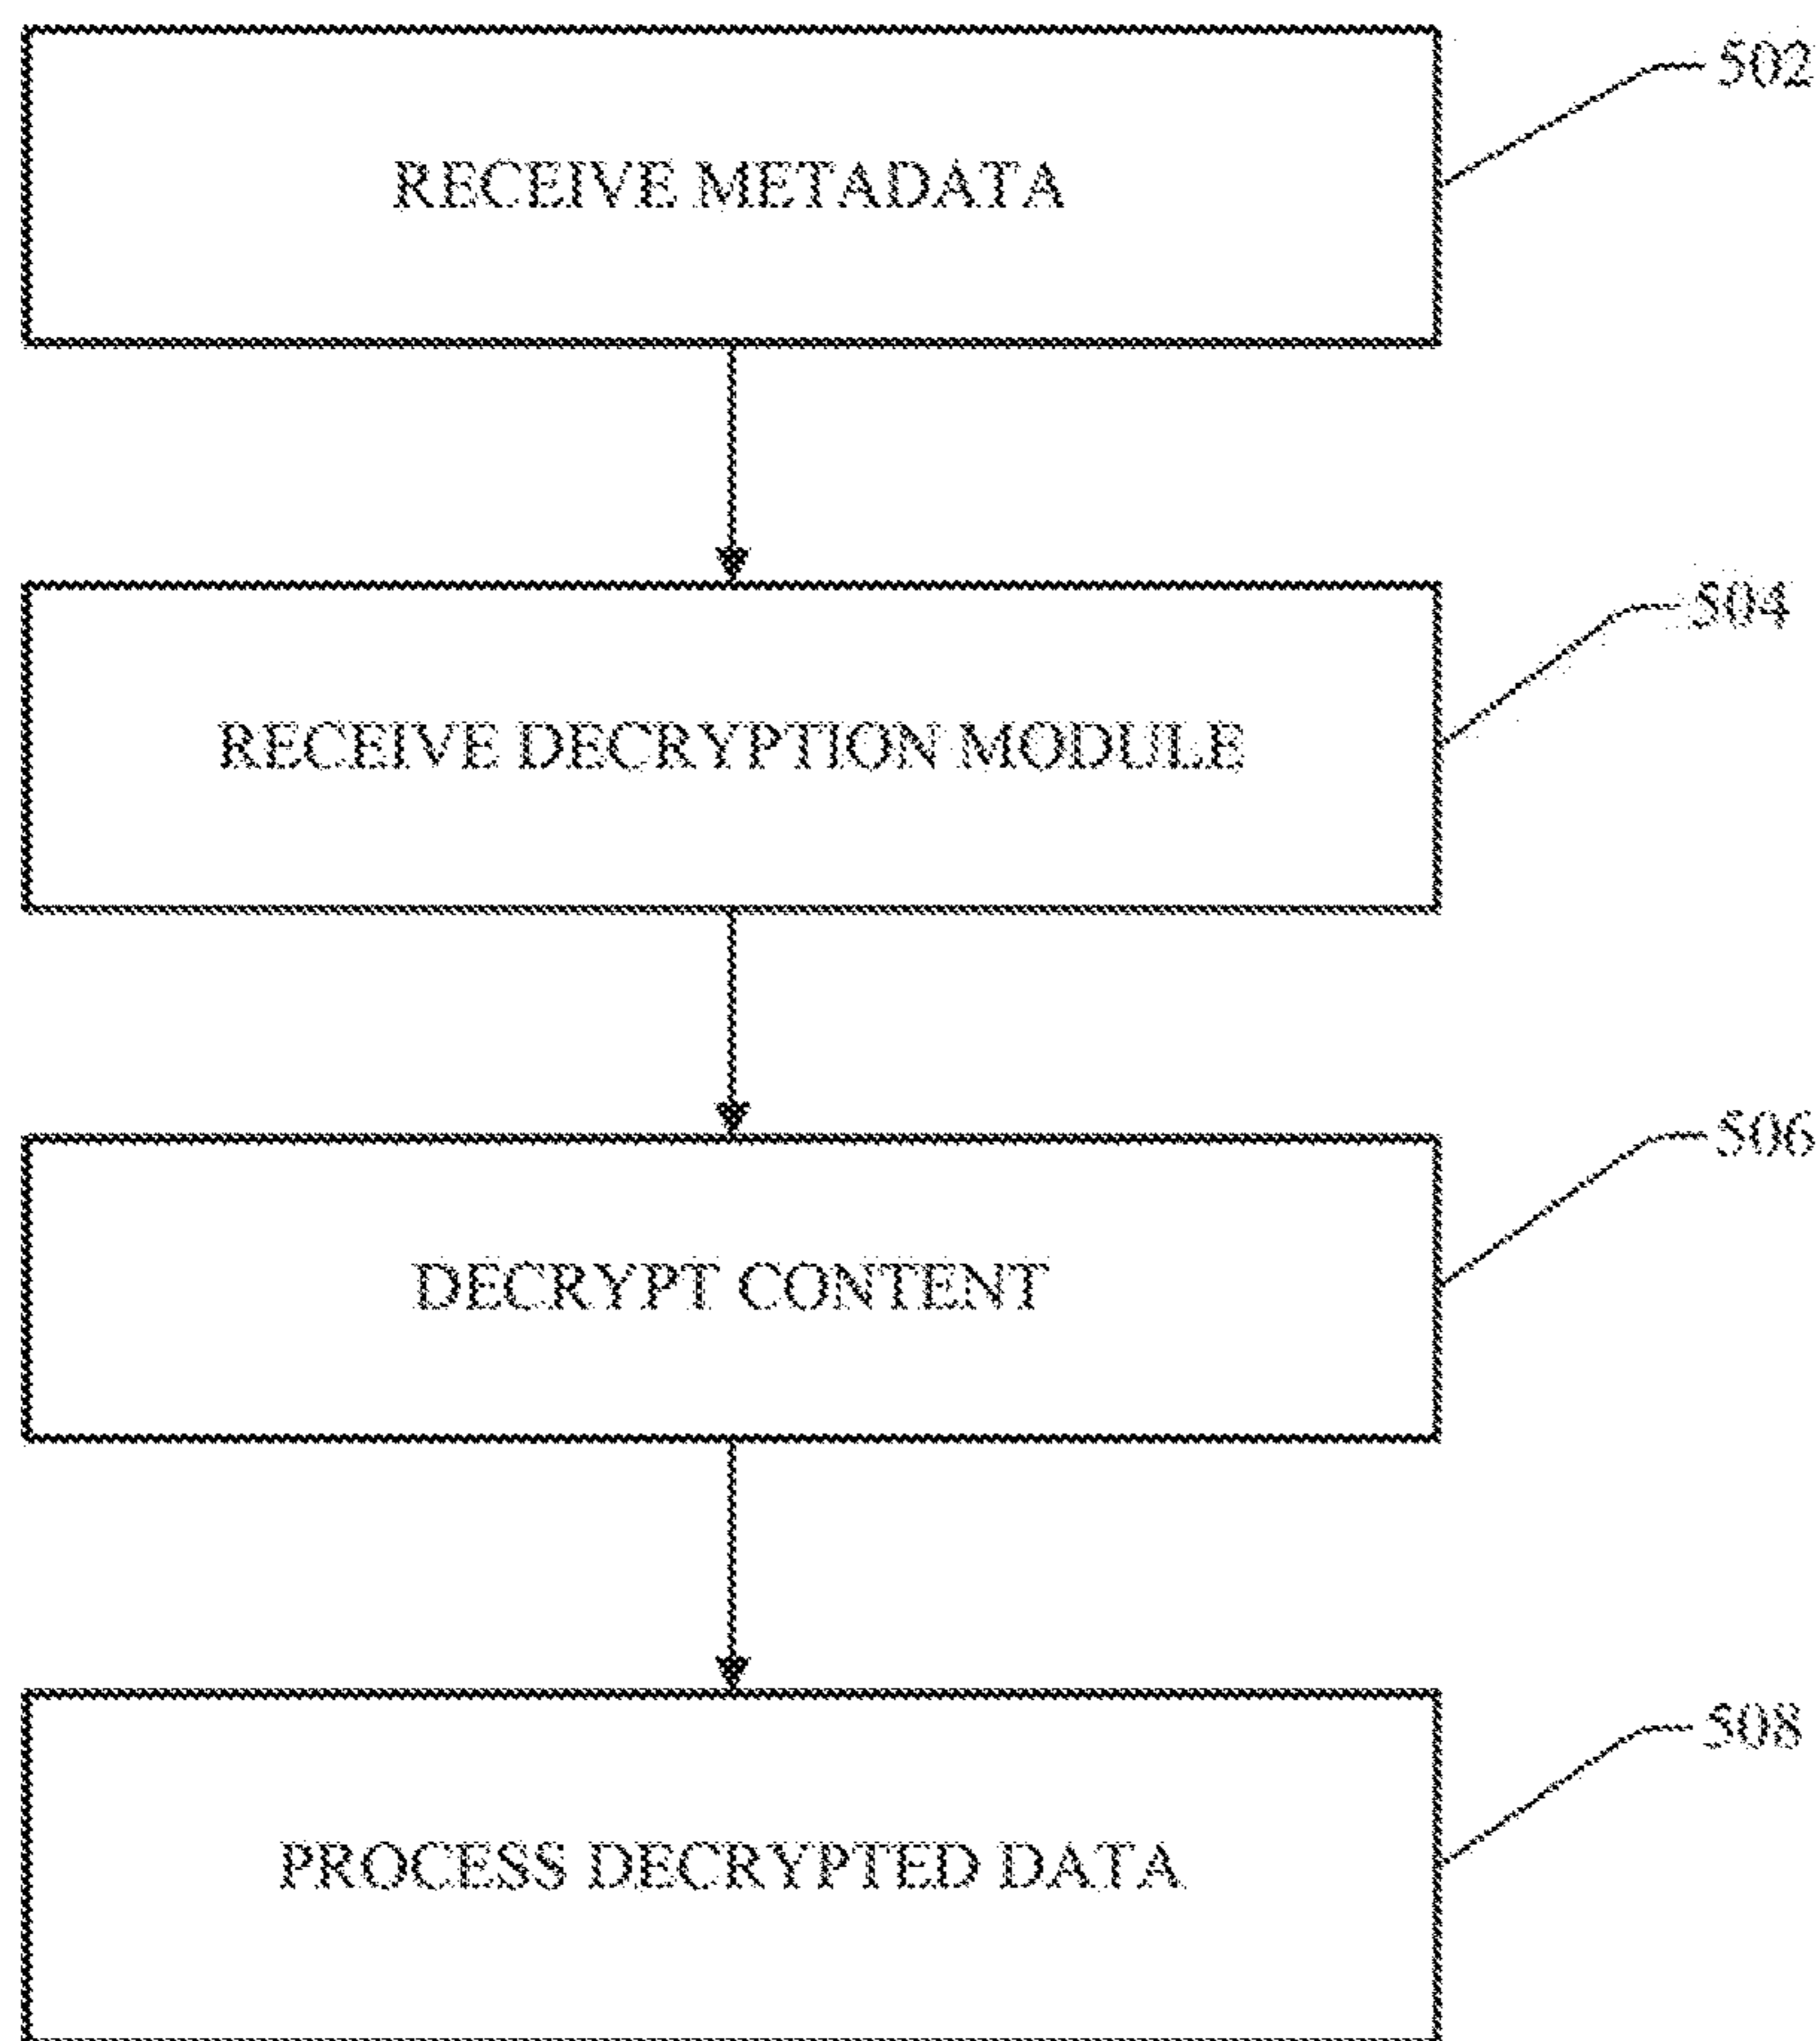 502
RECEIVE METADATA
504
RECEIVE DECRYPTION MODULE
506
DECRYPT CONTENT
508
PROCESS DECRYPTED DATA